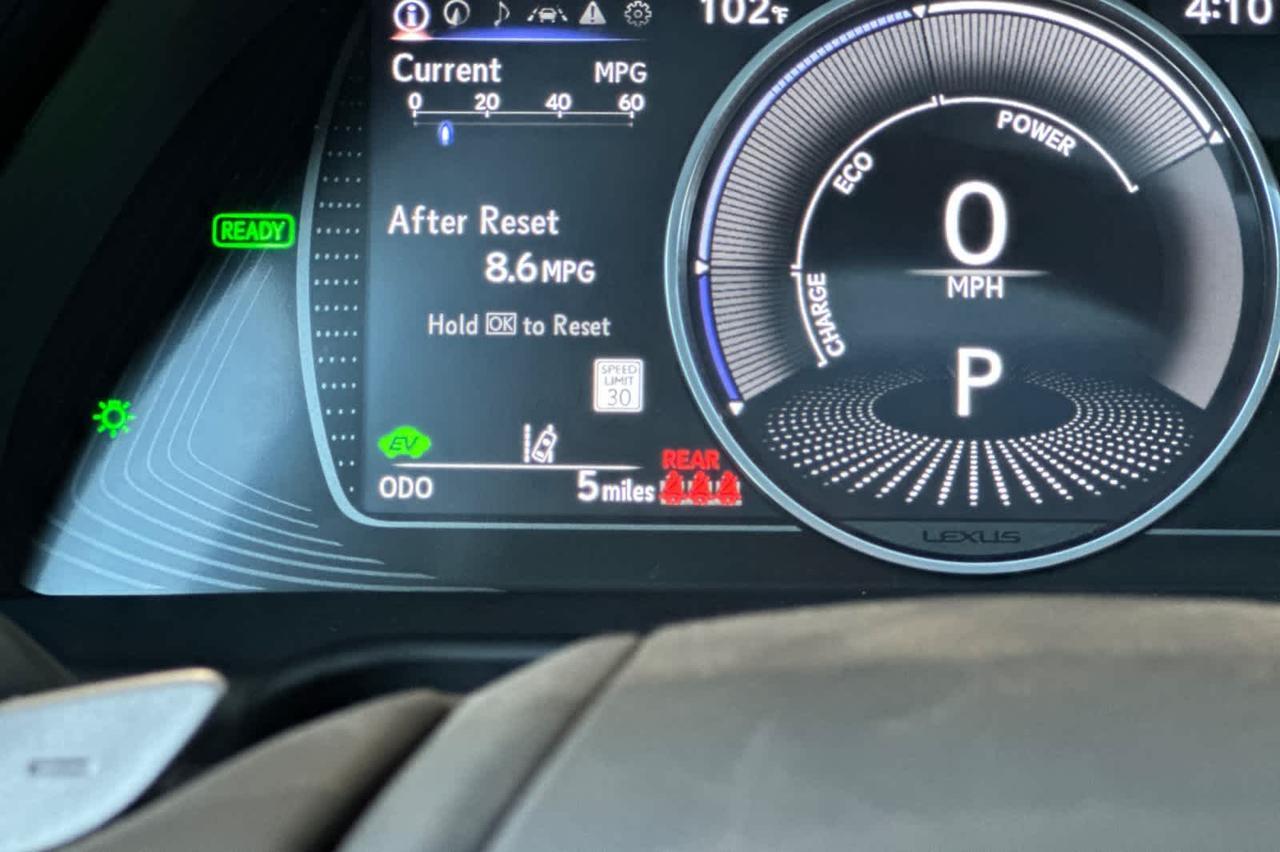 102°F
4:10
Current MPG
0 20 40 60
After Reset
8.6 MPG
Hold OK to Reset
SPEED
LIMIT
30
EV
ODO 5 miles
REAR
READY
POWER
ECO
CHARGE
0
MPH
P
LEXUS